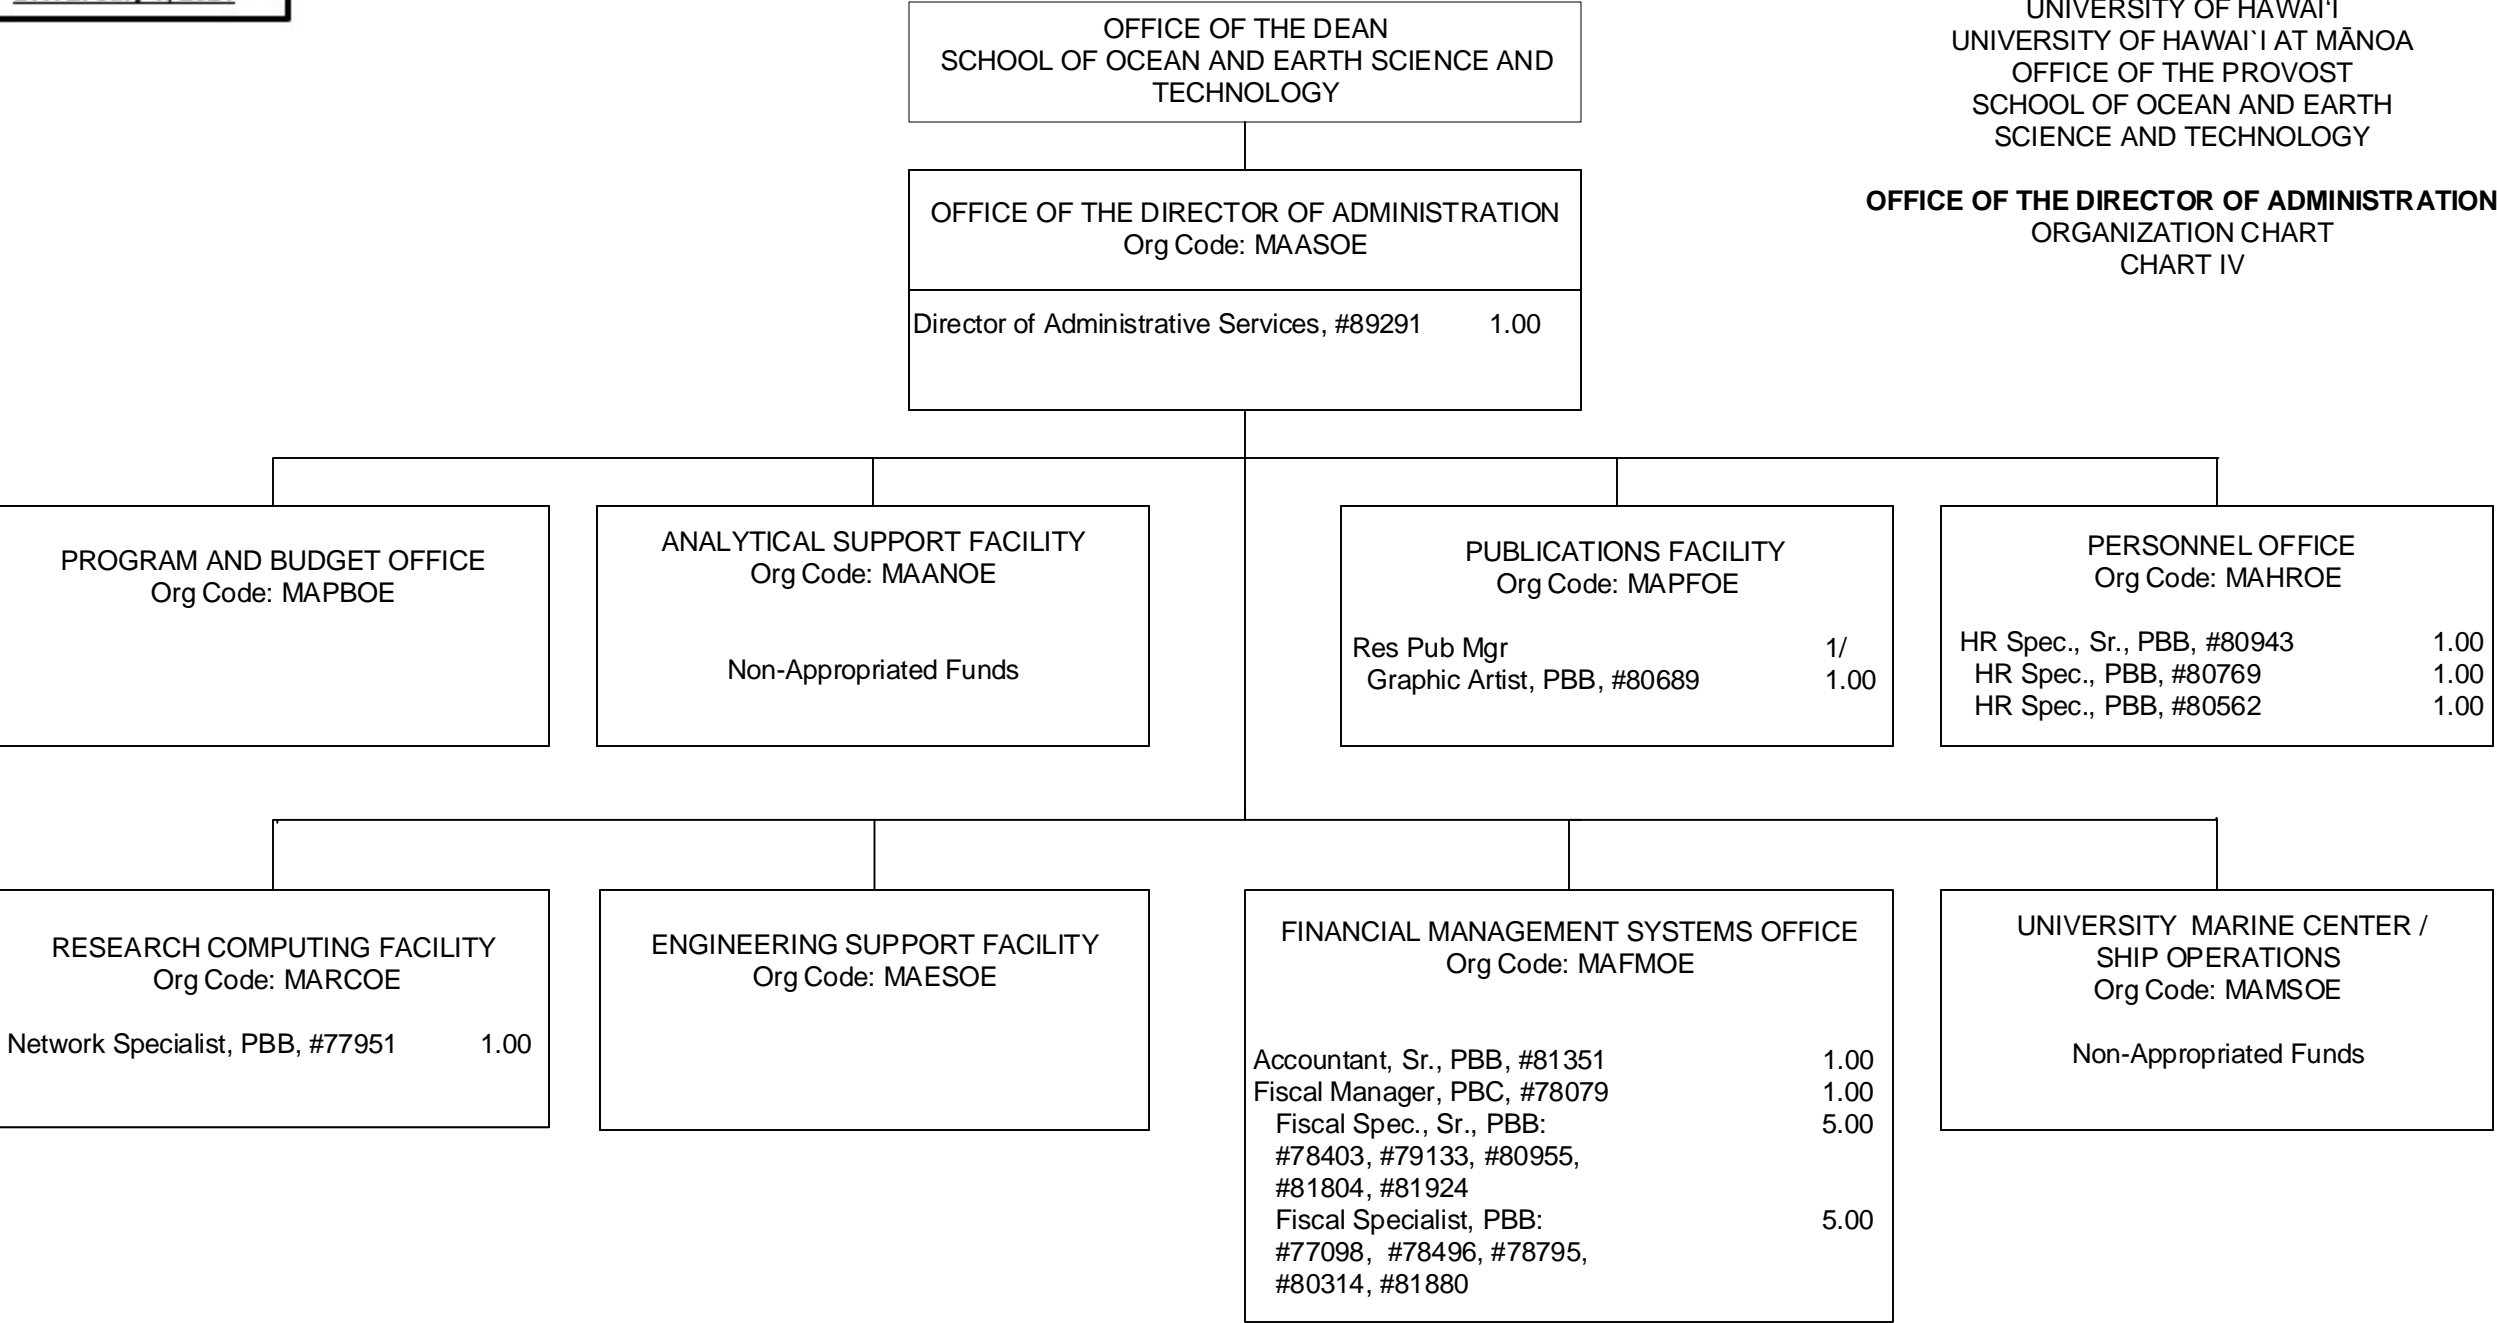 UNIVERSITY OF HAWAI'I
UNIVERSITY OF HAWAI`I AT MĀNOA
OFFICE OF THE PROVOST
SCHOOL OF OCEAN AND EARTH
SCIENCE AND TECHNOLOGY
OFFICE OF THE DIRECTOR OF ADMINISTRATION
ORGANIZATION CHART
CHART IV
OFFICE OF THE DEAN
SCHOOL OF OCEAN AND EARTH SCIENCE AND
TECHNOLOGY
OFFICE OF THE DIRECTOR OF ADMINISTRATION
Org Code: MAASOE
Director of Administrative Services, #89291 1.00
PROGRAM AND BUDGET OFFICE
Org Code: MAPBOE
ANALYTICAL SUPPORT FACILITY
Org Code: MAANOE
Non-Appropriated Funds
PUBLICATIONS FACILITY
Org Code: MAPFOE
Res Pub Mgr 1/
Graphic Artist, PBB, #80689 1.00
PERSONNEL OFFICE
Org Code: MAHROE
HR Spec., Sr., PBB, #80943 1.00
HR Spec., PBB, #80769 1.00
HR Spec., PBB, #80562 1.00
RESEARCH COMPUTING FACILITY
Org Code: MARCOE
Network Specialist, PBB, #77951 1.00
ENGINEERING SUPPORT FACILITY
Org Code: MAESOE
FINANCIAL MANAGEMENT SYSTEMS OFFICE
Org Code: MAFMOE
Accountant, Sr., PBB, #81351 1.00
Fiscal Manager, PBC, #78079 1.00
Fiscal Spec., Sr., PBB: 5.00
#78403, #79133, #80955,
#81804, #81924
Fiscal Specialist, PBB: 5.00
#77098, #78496, #78795,
#80314, #81880
UNIVERSITY MARINE CENTER /
SHIP OPERATIONS
Org Code: MAMSOE
Non-Appropriated Funds